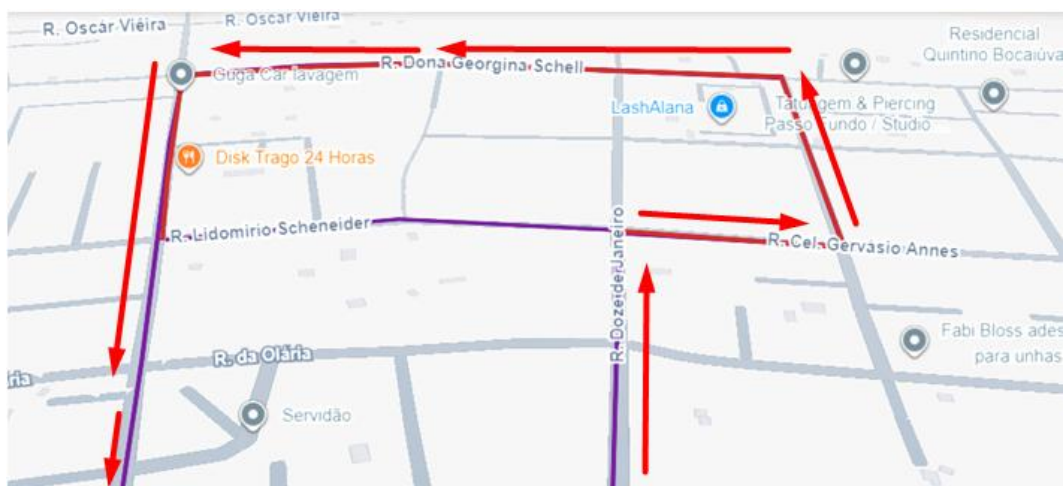 R. Oscar Vieira
R. Oscar Vieira
Residencial
Quintino Bocaiúva
R. Dona Georgina Schell
Guga Car lavagem
LashAlana
Tatuagem & Piercing
Passo Fundo / Studio
Disk Trago 24 Horas
R. Lidomirio Scheneider
R. Doze de Janeiro
R. Cel. Gervásio Annes
Fabi Bloss ades
para unhas
R. da Olária
ária
Servidão